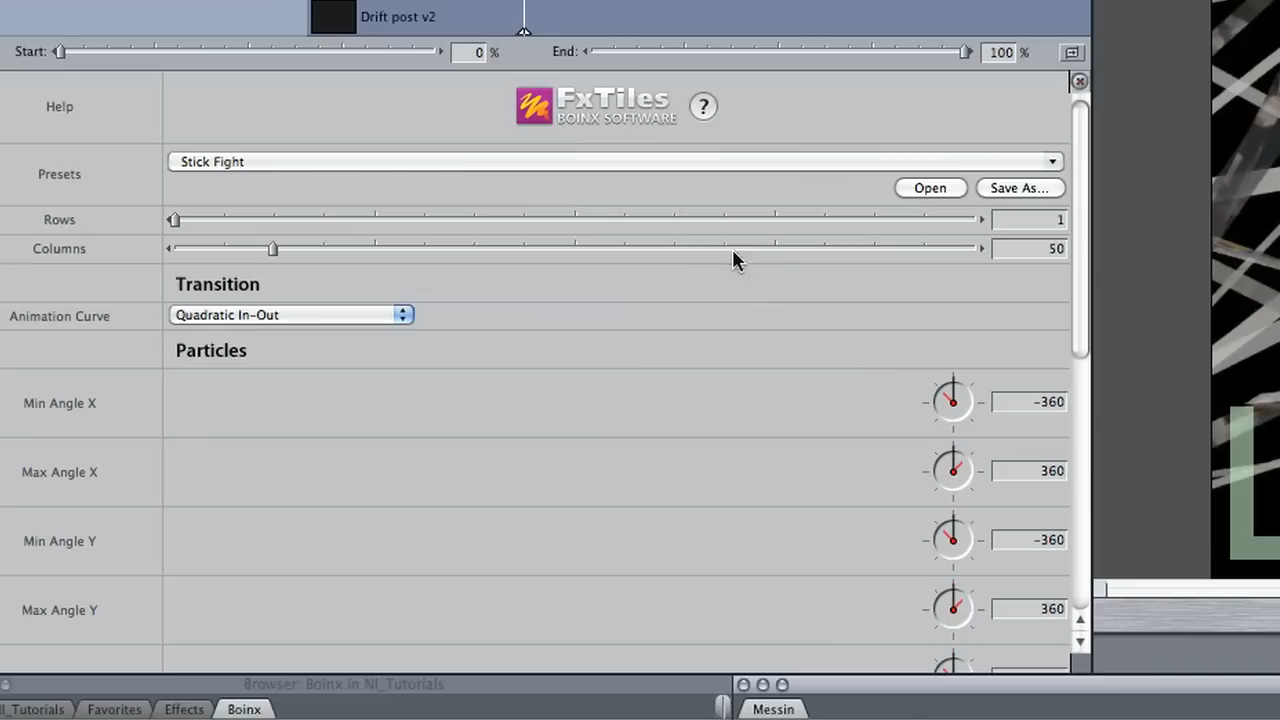 Drift post v2
Start: 0 % End: 100 %
Help
FxTiles
BOINX SOFTWARE
?
Presets
Stick Fight
Open
Save As...
Rows 1
Columns 50
Transition
Animation Curve
Quadratic In-Out
Particles
Min Angle X -360
Max Angle X 360
Min Angle Y -360
Max Angle Y 360
Browser: Boinx in NI_Tutorials
NI_Tutorials Favorites Effects Boinx Messin